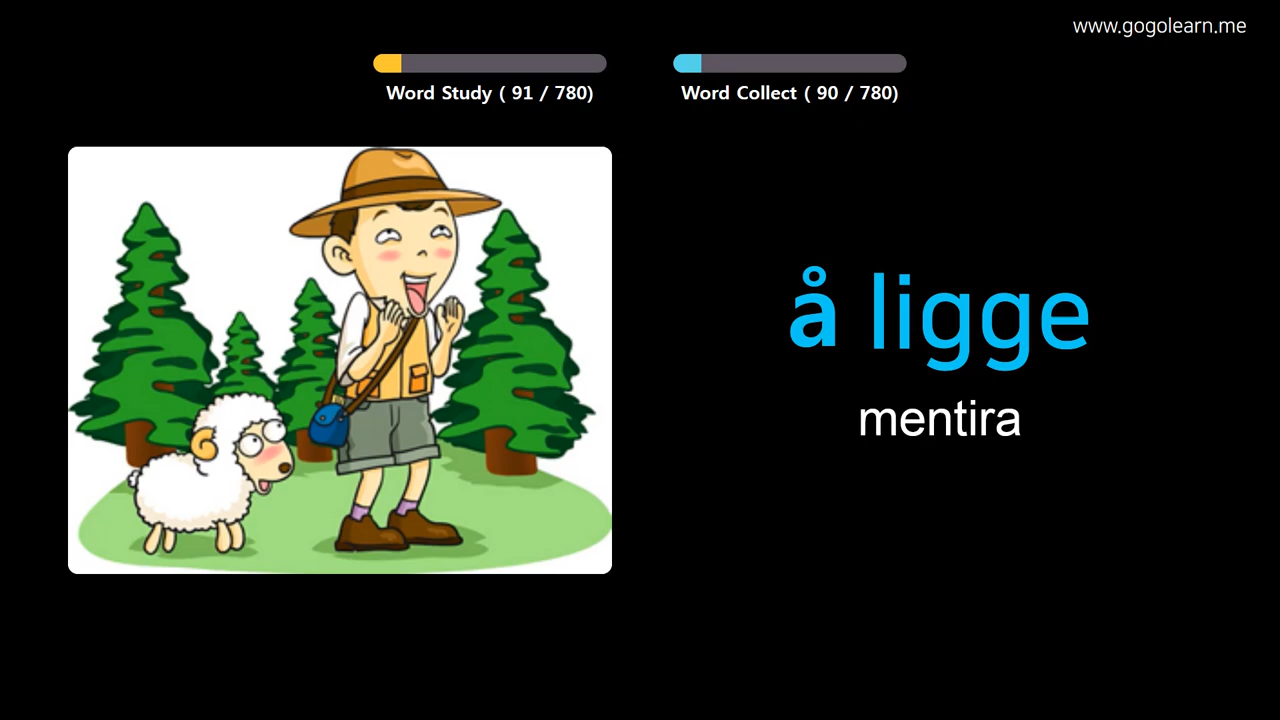 www.gogolearn.me
Word Study ( 91 / 780)
Word Collect ( 90 / 780)
å ligge
mentira